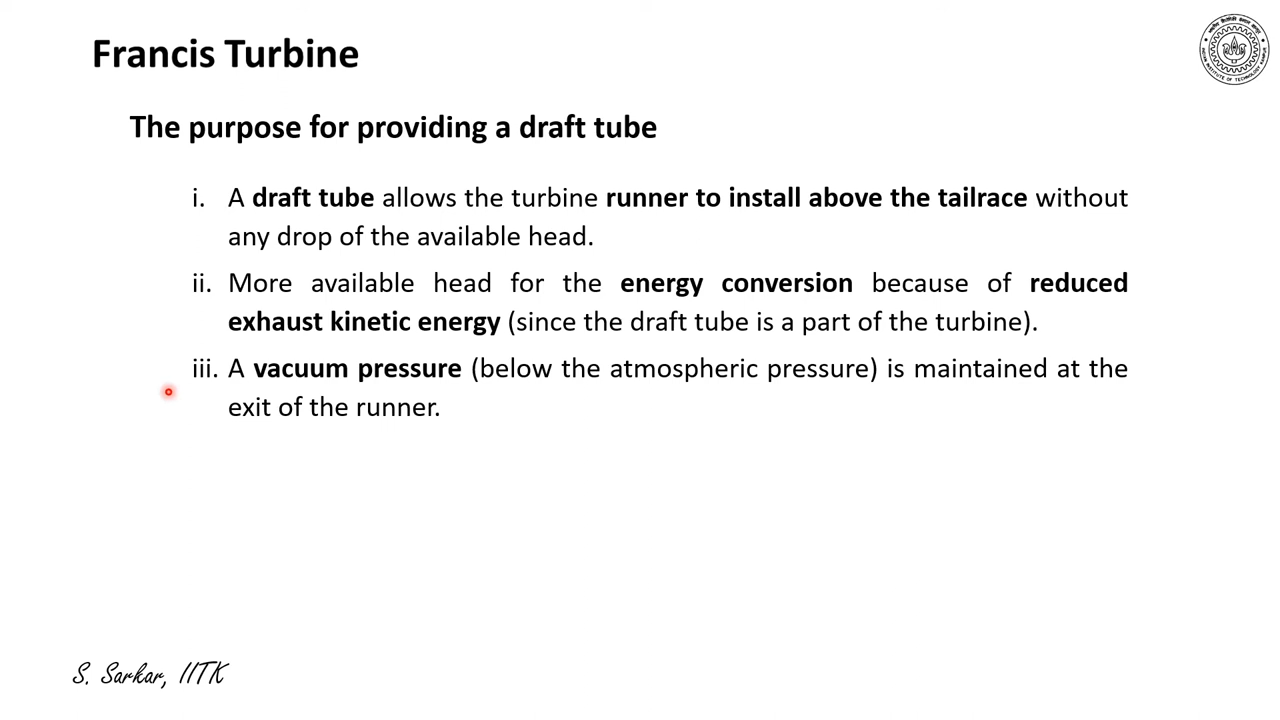 Francis Turbine
The purpose for providing a draft tube
i. A draft tube allows the turbine runner to install above the tailrace without
any drop of the available head.
ii. More available head for the energy conversion because of reduced
exhaust kinetic energy (since the draft tube is a part of the turbine).
iii. A vacuum pressure (below the atmospheric pressure) is maintained at the
exit of the runner.
S. Sarkar, IITK